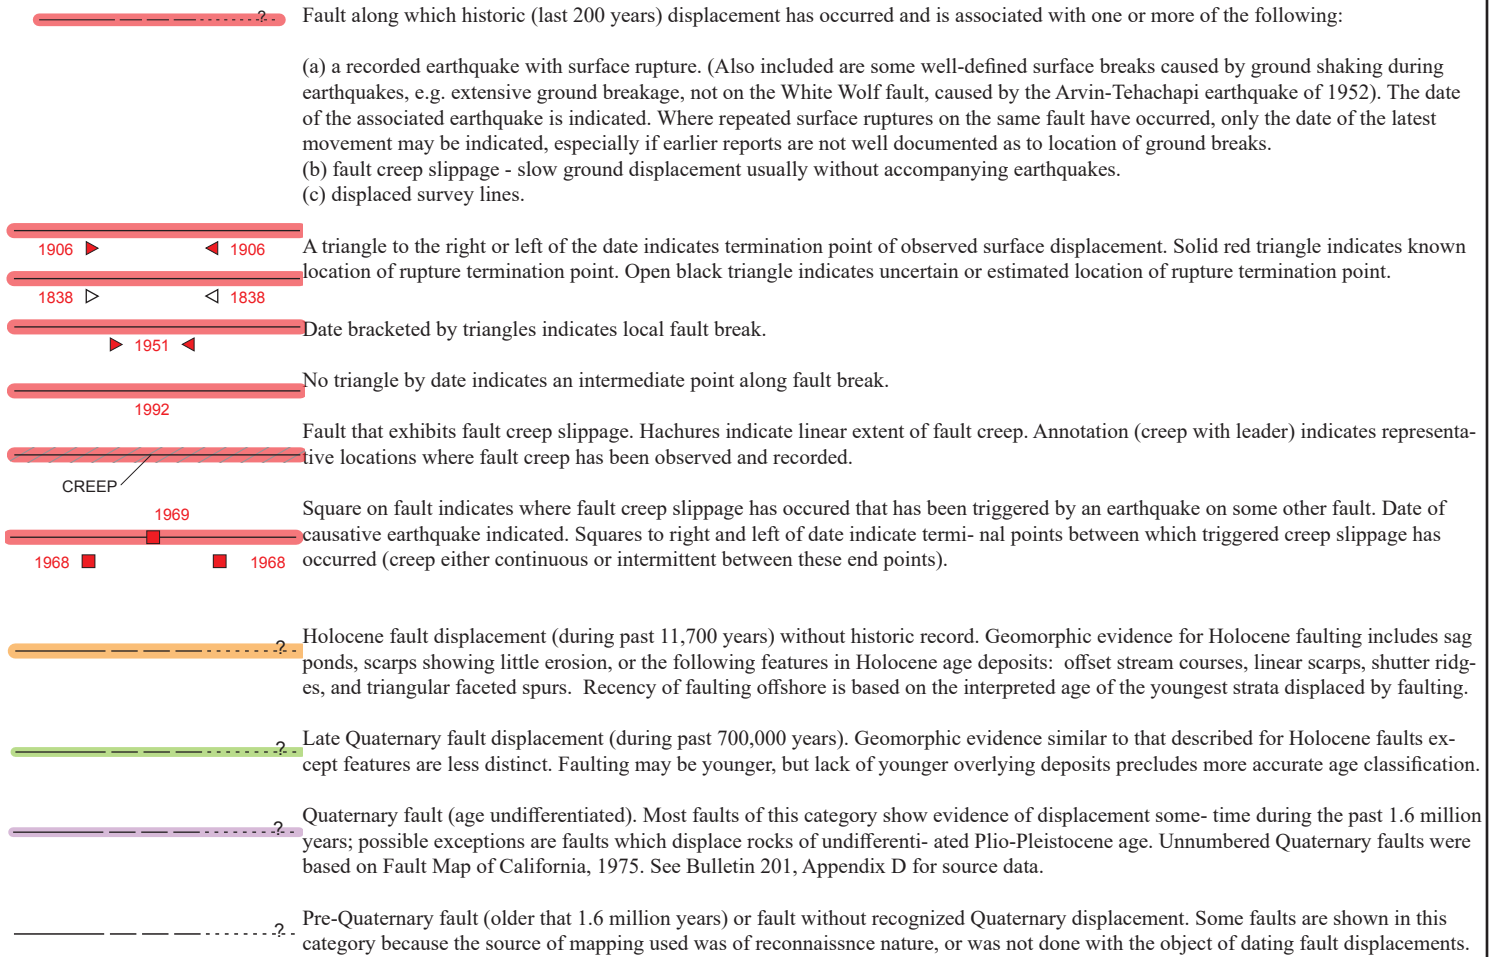 ?
Fault along which historic (last 200 years) displacement has occurred and is associated with one or more of the following:
(a) a recorded earthquake with surface rupture. (Also included are some well-defined surface breaks caused by ground shaking during
earthquakes, e.g. extensive ground breakage, not on the White Wolf fault, caused by the Arvin-Tehachapi earthquake of 1952). The date
of the associated earthquake is indicated. Where repeated surface ruptures on the same fault have occurred, only the date of the latest
movement may be indicated, especially if earlier reports are not well documented as to location of ground breaks.
(b) fault creep slippage - slow ground displacement usually without accompanying earthquakes.
(c) displaced survey lines.
1906 1906
A triangle to the right or left of the date indicates termination point of observed surface displacement. Solid red triangle indicates known
location of rupture termination point. Open black triangle indicates uncertain or estimated location of rupture termination point.
1838 1838
Date bracketed by triangles indicates local fault break.
1951
No triangle by date indicates an intermediate point along fault break.
1992
Fault that exhibits fault creep slippage. Hachures indicate linear extent of fault creep. Annotation (creep with leader) indicates representa-
tive locations where fault creep has been observed and recorded.
CREEP
Square on fault indicates where fault creep slippage has occured that has been triggered by an earthquake on some other fault. Date of
causative earthquake indicated. Squares to right and left of date indicate termi- nal points between which triggered creep slippage has
occurred (creep either continuous or intermittent between these end points).
1969
1968 1968
?
Holocene fault displacement (during past 11,700 years) without historic record. Geomorphic evidence for Holocene faulting includes sag
ponds, scarps showing little erosion, or the following features in Holocene age deposits: offset stream courses, linear scarps, shutter ridg-
es, and triangular faceted spurs. Recency of faulting offshore is based on the interpreted age of the youngest strata displaced by faulting.
?
Late Quaternary fault displacement (during past 700,000 years). Geomorphic evidence similar to that described for Holocene faults ex-
cept features are less distinct. Faulting may be younger, but lack of younger overlying deposits precludes more accurate age classification.
?
Quaternary fault (age undifferentiated). Most faults of this category show evidence of displacement some- time during the past 1.6 million
years; possible exceptions are faults which displace rocks of undifferenti- ated Plio-Pleistocene age. Unnumbered Quaternary faults were
based on Fault Map of California, 1975. See Bulletin 201, Appendix D for source data.
?
Pre-Quaternary fault (older that 1.6 million years) or fault without recognized Quaternary displacement. Some faults are shown in this
category because the source of mapping used was of reconnaissnce nature, or was not done with the object of dating fault displacements.